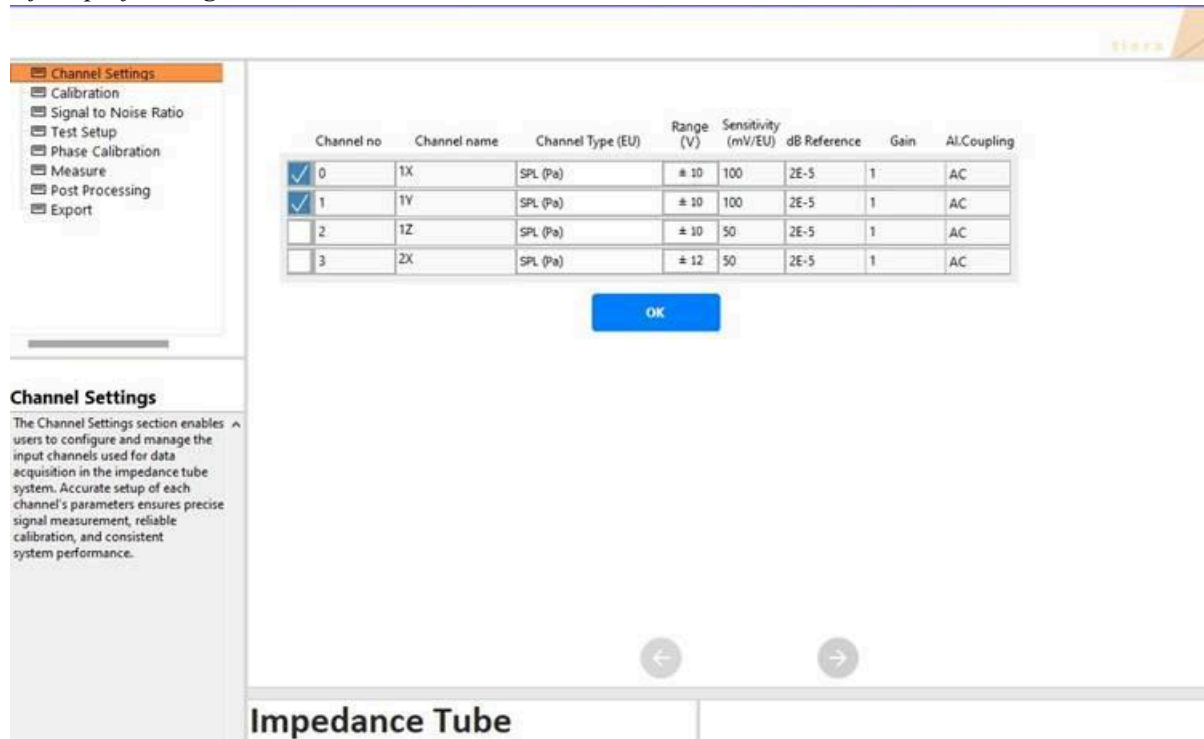 tiera
Channel Settings
Calibration
Signal to Noise Ratio
Test Setup
Phase Calibration
Measure
Post Processing
Export
Channel no Channel name Channel Type (EU) Range (V) Sensitivity (mV/EU) dB Reference Gain AI.Coupling
0 1X SPL (Pa) ± 10 100 2E-5 1 AC
1 1Y SPL (Pa) ± 10 100 2E-5 1 AC
2 1Z SPL (Pa) ± 10 50 2E-5 1 AC
3 2X SPL (Pa) ± 12 50 2E-5 1 AC
OK
Channel Settings
The Channel Settings section enables
users to configure and manage the
input channels used for data
acquisition in the impedance tube
system. Accurate setup of each
channel's parameters ensures precise
signal measurement, reliable
calibration, and consistent
system performance.
Impedance Tube